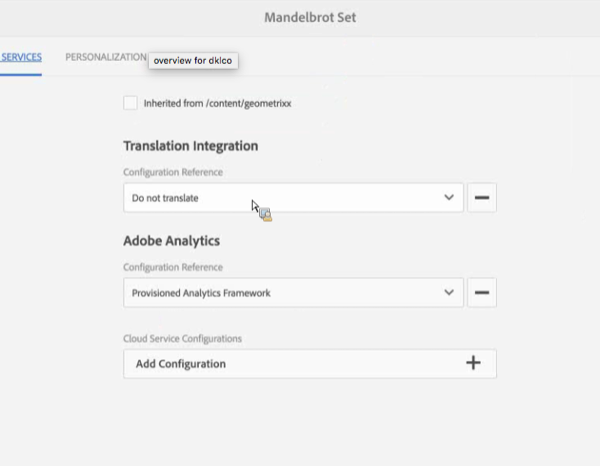 Mandelbrot Set
SERVICES PERSONALIZATION overview for dklco
Inherited from /content/geometrixx
Translation Integration
Configuration Reference
Do not translate
Adobe Analytics
Configuration Reference
Provisioned Analytics Framework
Cloud Service Configurations
Add Configuration